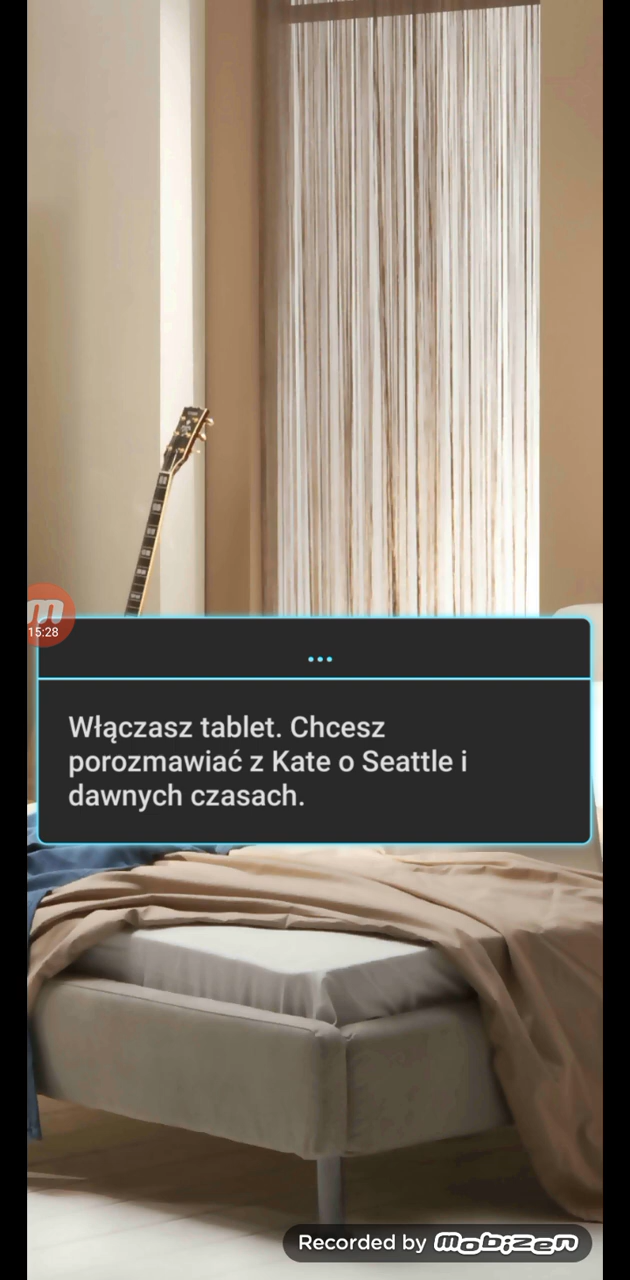 m
15:28
...
Włączasz tablet. Chcesz
porozmawiać z Kate o Seattle i
dawnych czasach.
Recorded by mobizen